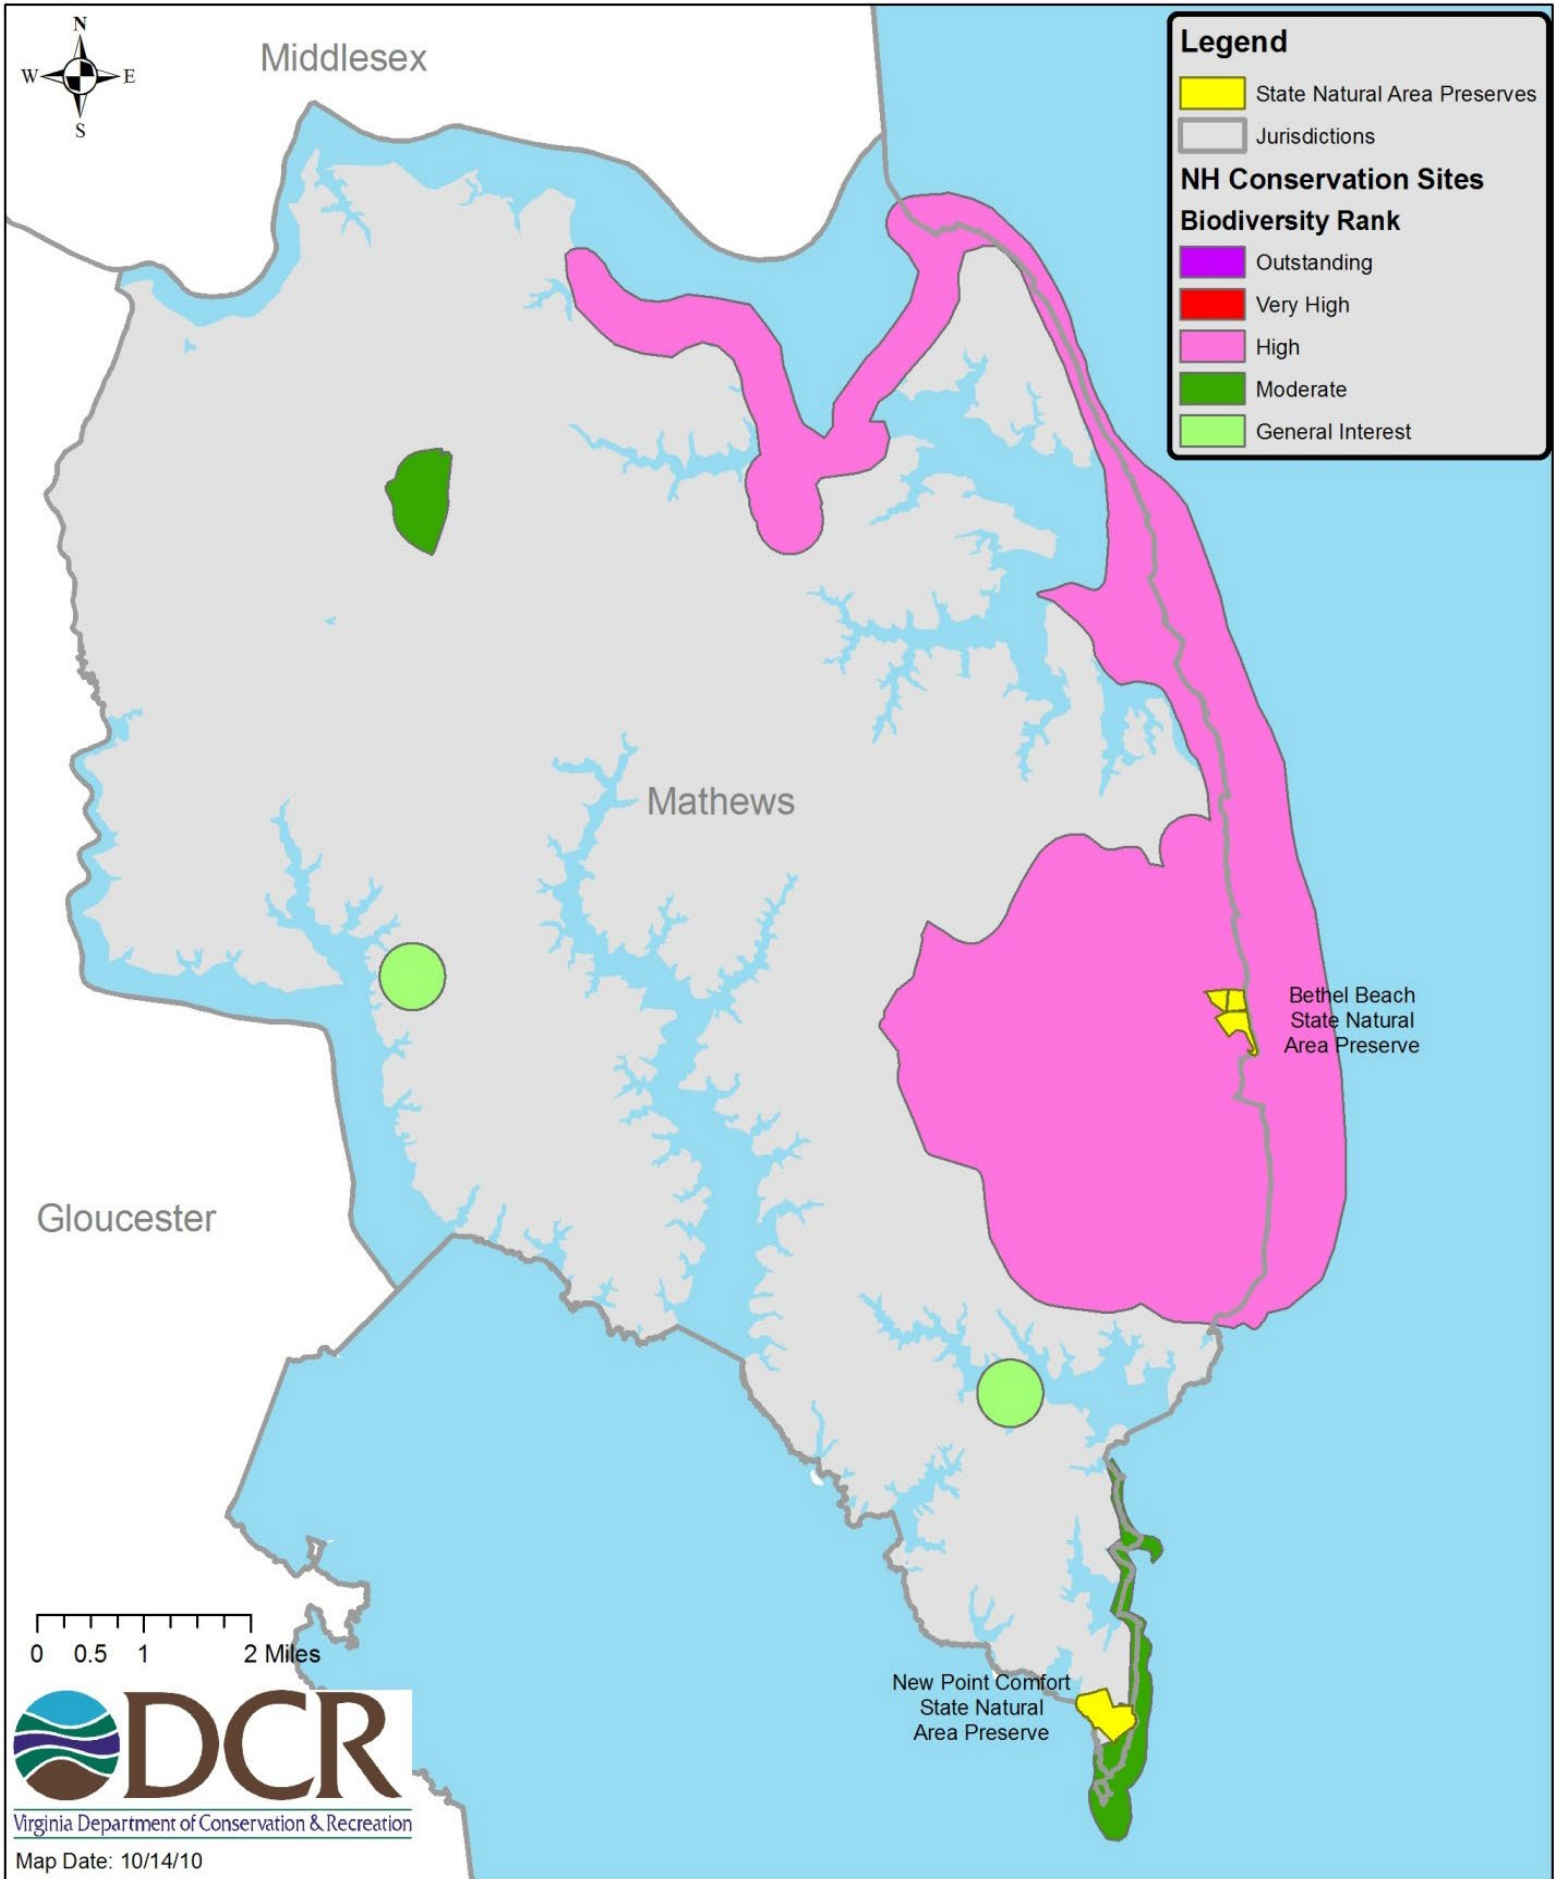 N
W E
S
Middlesex
Legend
State Natural Area Preserves
Jurisdictions
NH Conservation Sites
Biodiversity Rank
Outstanding
Very High
High
Moderate
General Interest
Mathews
Bethel Beach
State Natural
Area Preserve
Gloucester
0 0.5 1 2 Miles
New Point Comfort
State Natural
Area Preserve
DCR
Virginia Department of Conservation & Recreation
Map Date: 10/14/10